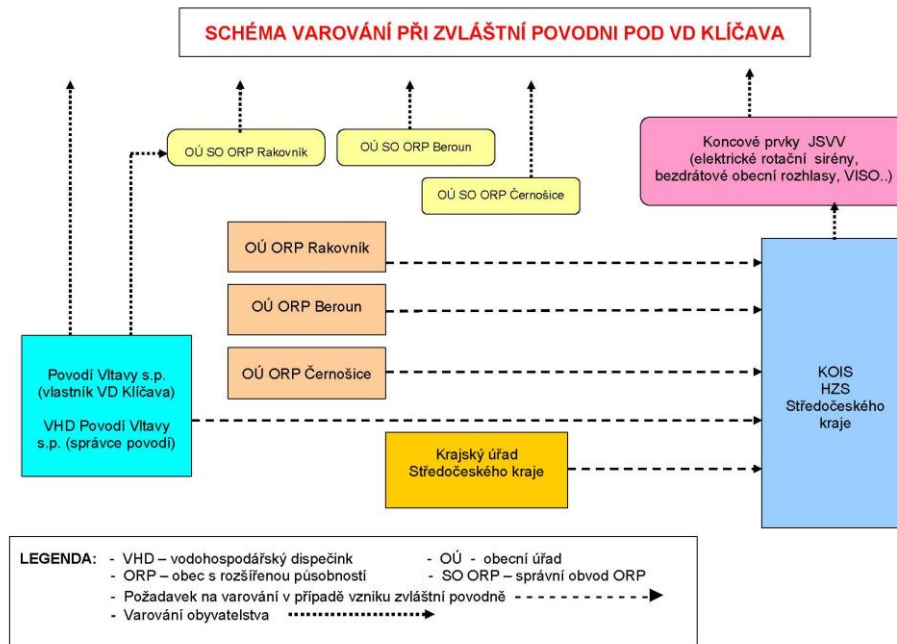 SCHÉMA VAROVÁNÍ PŘI ZVLÁŠTNÍ POVODNI POD VD KLÍČAVA
OÚ SO ORP Rakovník
OÚ SO ORP Beroun
OÚ SO ORP Černošice
Koncové prvky JSVV
(elektrické rotační sirény,
bezdrátové obecní rozhlasy, VISO..)
OÚ ORP Rakovník
OÚ ORP Beroun
OÚ ORP Černošice
Povodí Vltavy s.p.
(vlastník VD Klíčava)
VHD Povodí Vltavy
s.p. (správce povodí)
Krajský úřad
Středočeského kraje
KOIS
HZS
Středočeského
kraje
LEGENDA: - VHD – vodohospodářský dispečink - OÚ - obecní úřad
- ORP – obec s rozšířenou působností - SO ORP – správní obvod ORP
- Požadavek na varování v případě vzniku zvláštní povodně
- Varování obyvatelstva